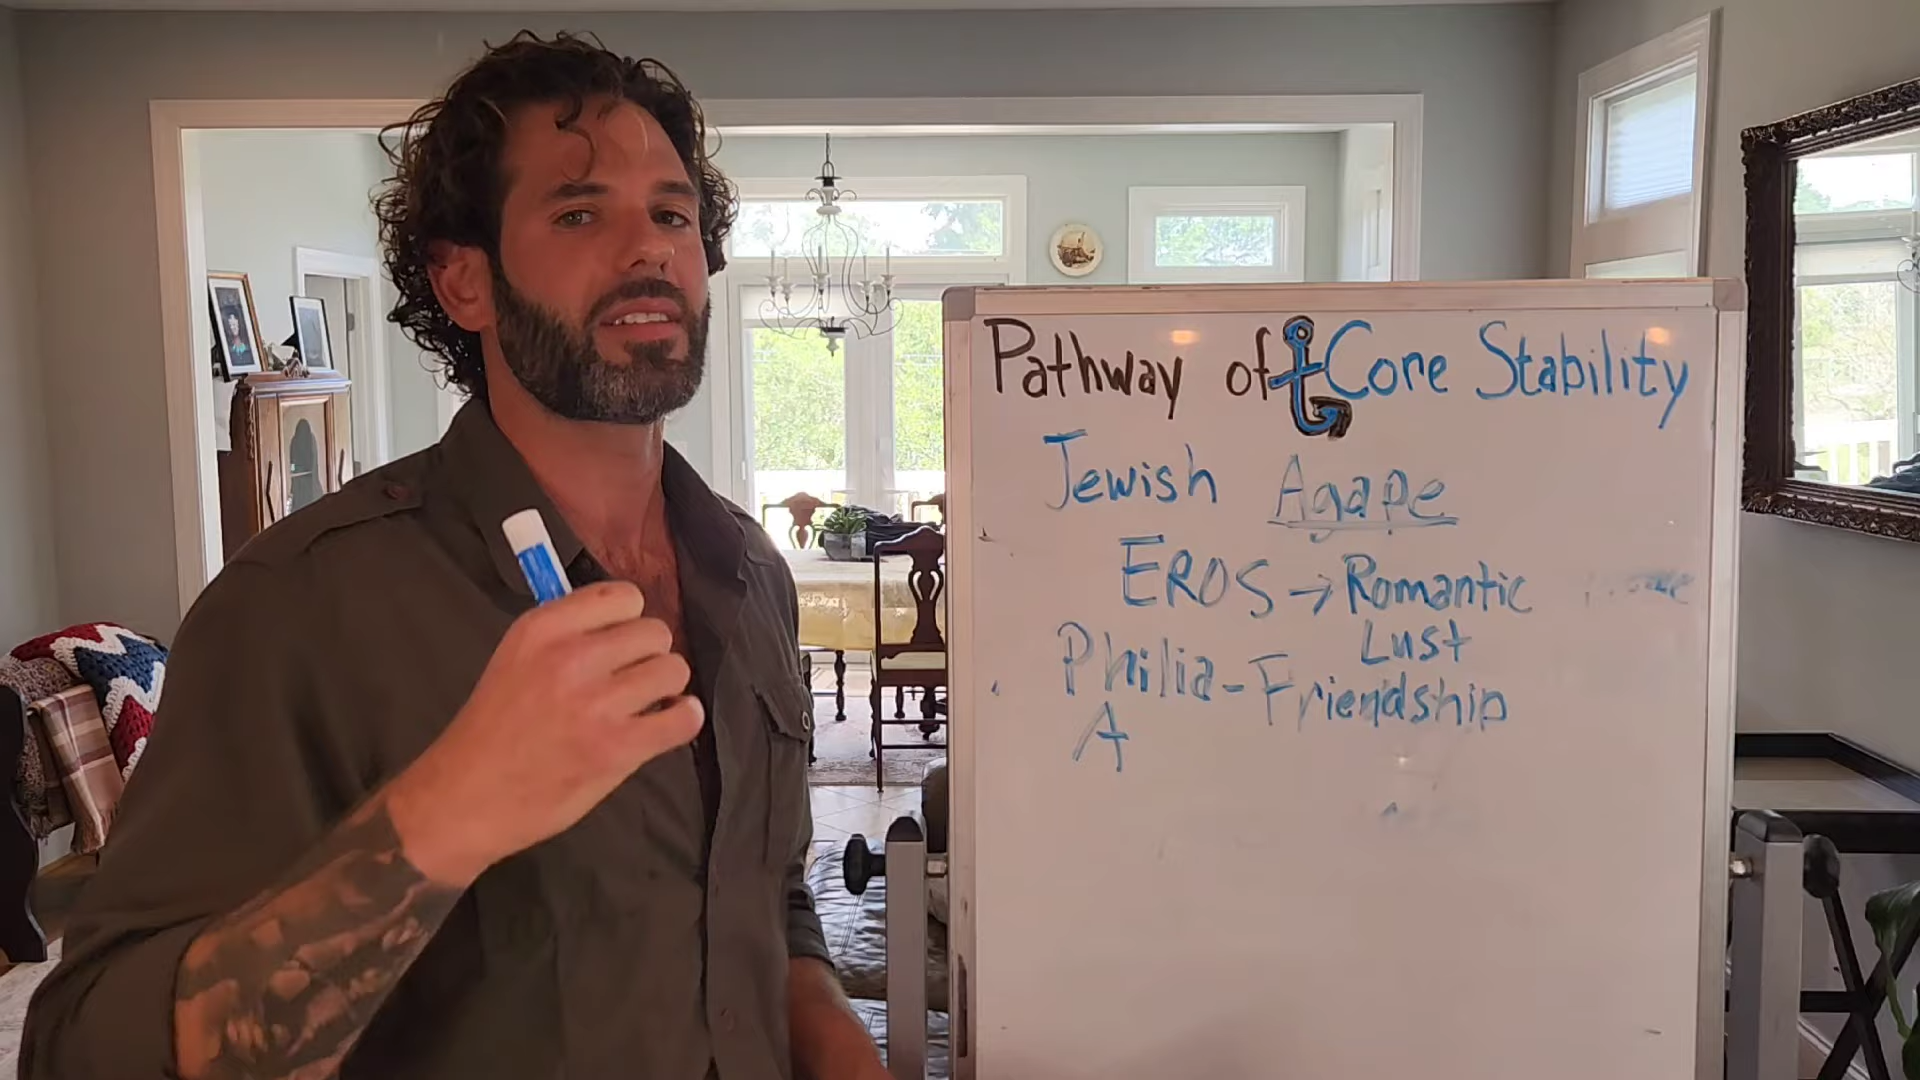 Pathway of Core Stability
Jewish Agape
EROS → Romantic
Lust
Philia - Friendship
A